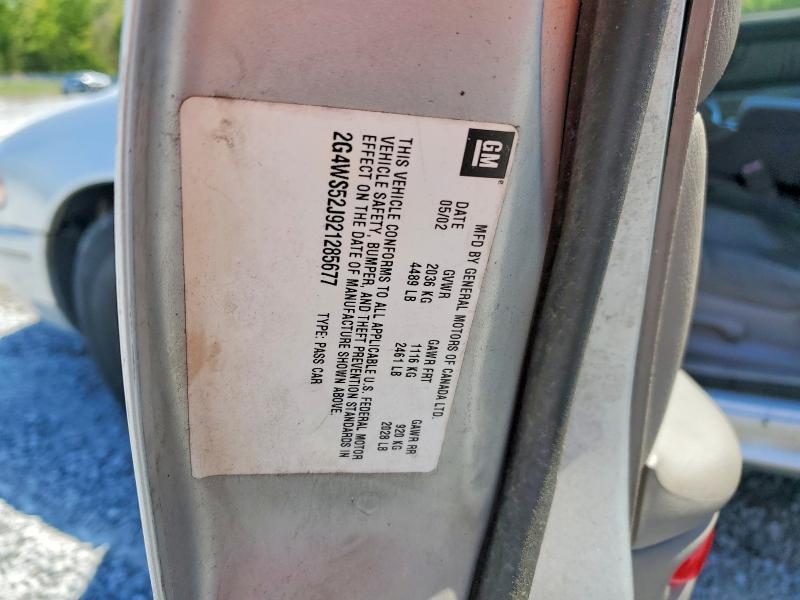 GM
MFD BY GENERAL MOTORS OF CANADA LTD.
DATE GVWR GAWR FRT GAWR RR
05/02 2036 KG 1116 KG 920 KG
4489 LB 2461 LB 2028 LB
THIS VEHICLE CONFORMS TO ALL APPLICABLE U.S. FEDERAL MOTOR
VEHICLE SAFETY, BUMPER, AND THEFT PREVENTION STANDARDS IN
EFFECT ON THE DATE OF MANUFACTURE SHOWN ABOVE.
2G4WS52J921285677 TYPE: PASS CAR